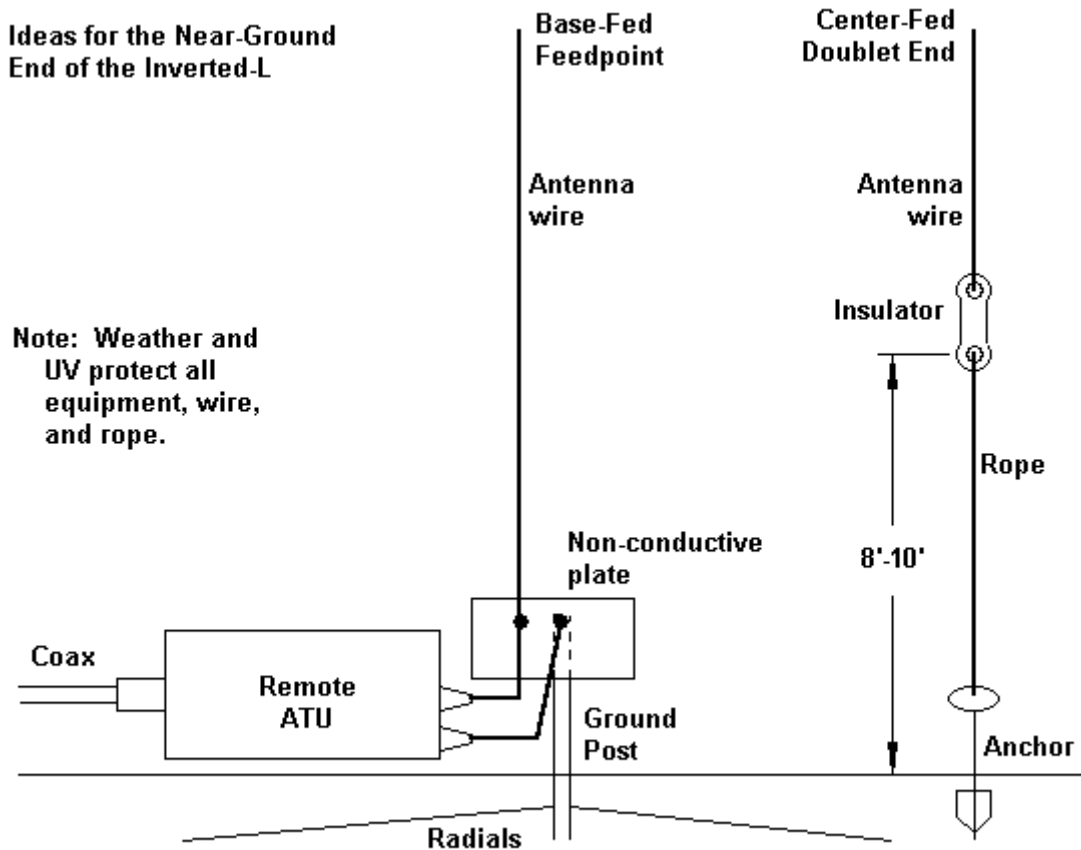 Ideas for the Near-Ground
End of the Inverted-L
Base-Fed
Feedpoint
Center-Fed
Doublet End
Antenna
wire
Antenna
wire
Insulator
Note: Weather and
UV protect all
equipment, wire,
and rope.
Rope
Non-conductive
plate
8'-10'
Coax
Remote
ATU
Ground
Post
Anchor
Radials